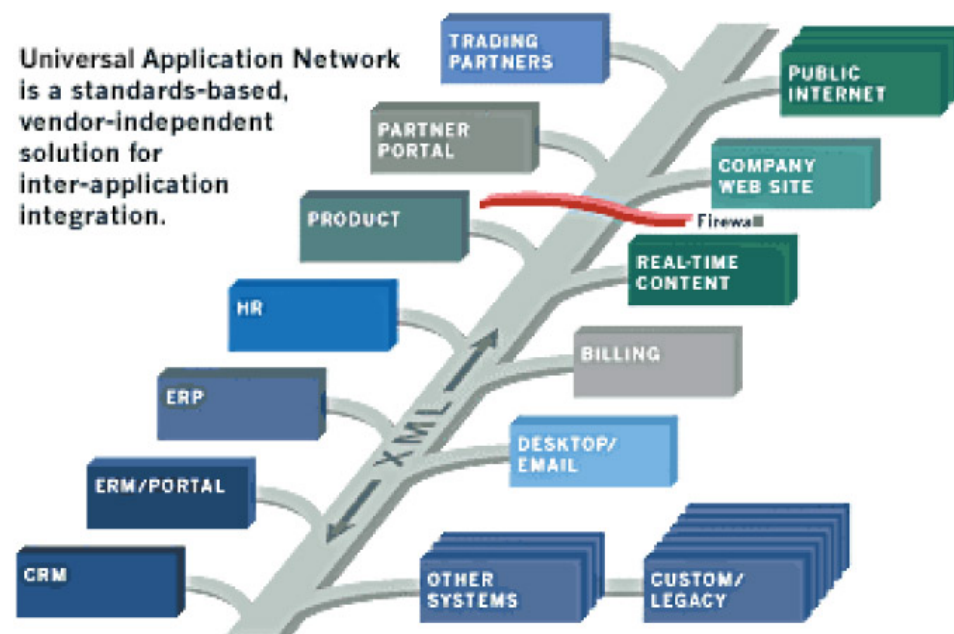 Universal Application Network
is a standards-based,
vendor-independent
solution for
inter-application
integration.
TRADING
PARTNERS
PUBLIC
INTERNET
PARTNER
PORTAL
COMPANY
WEB SITE
PRODUCT
Firewall
REAL-TIME
CONTENT
HR
BILLING
ERP
XML
DESKTOP/
EMAIL
ERM/PORTAL
CRM
OTHER
SYSTEMS
CUSTOM/
LEGACY